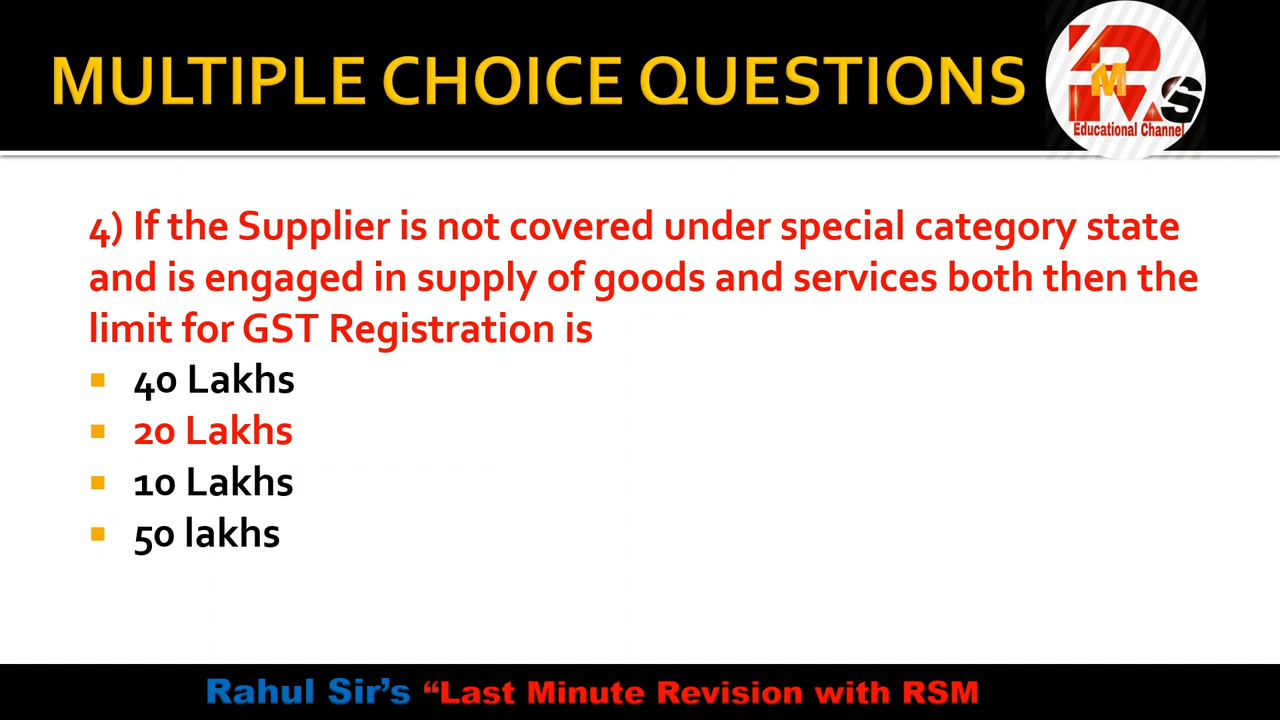 MULTIPLE CHOICE QUESTIONS
RMS
Educational Channel
4) If the Supplier is not covered under special category state
and is engaged in supply of goods and services both then the
limit for GST Registration is
40 Lakhs
20 Lakhs
10 Lakhs
50 lakhs
Rahul Sir's “Last Minute Revision with RSM